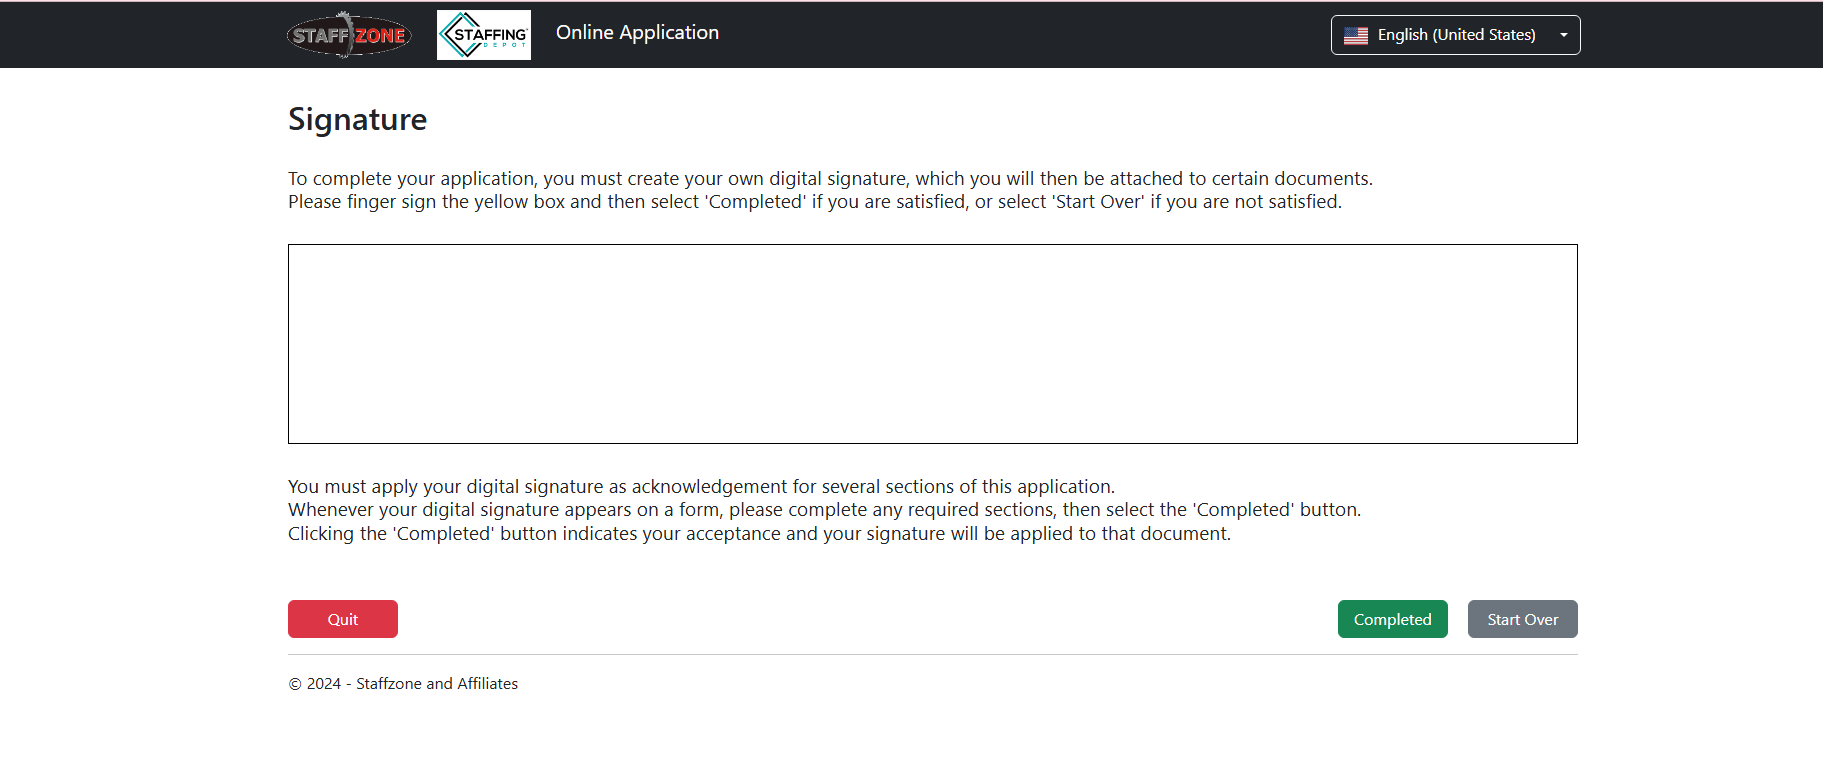 STAFF ZONE
STAFFING
DEPOT
Online Application
English (United States)
Signature
To complete your application, you must create your own digital signature, which you will then be attached to certain documents.
Please finger sign the yellow box and then select 'Completed' if you are satisfied, or select 'Start Over' if you are not satisfied.
You must apply your digital signature as acknowledgement for several sections of this application.
Whenever your digital signature appears on a form, please complete any required sections, then select the 'Completed' button.
Clicking the 'Completed' button indicates your acceptance and your signature will be applied to that document.
Quit
Completed
Start Over
© 2024 - Staffzone and Affiliates